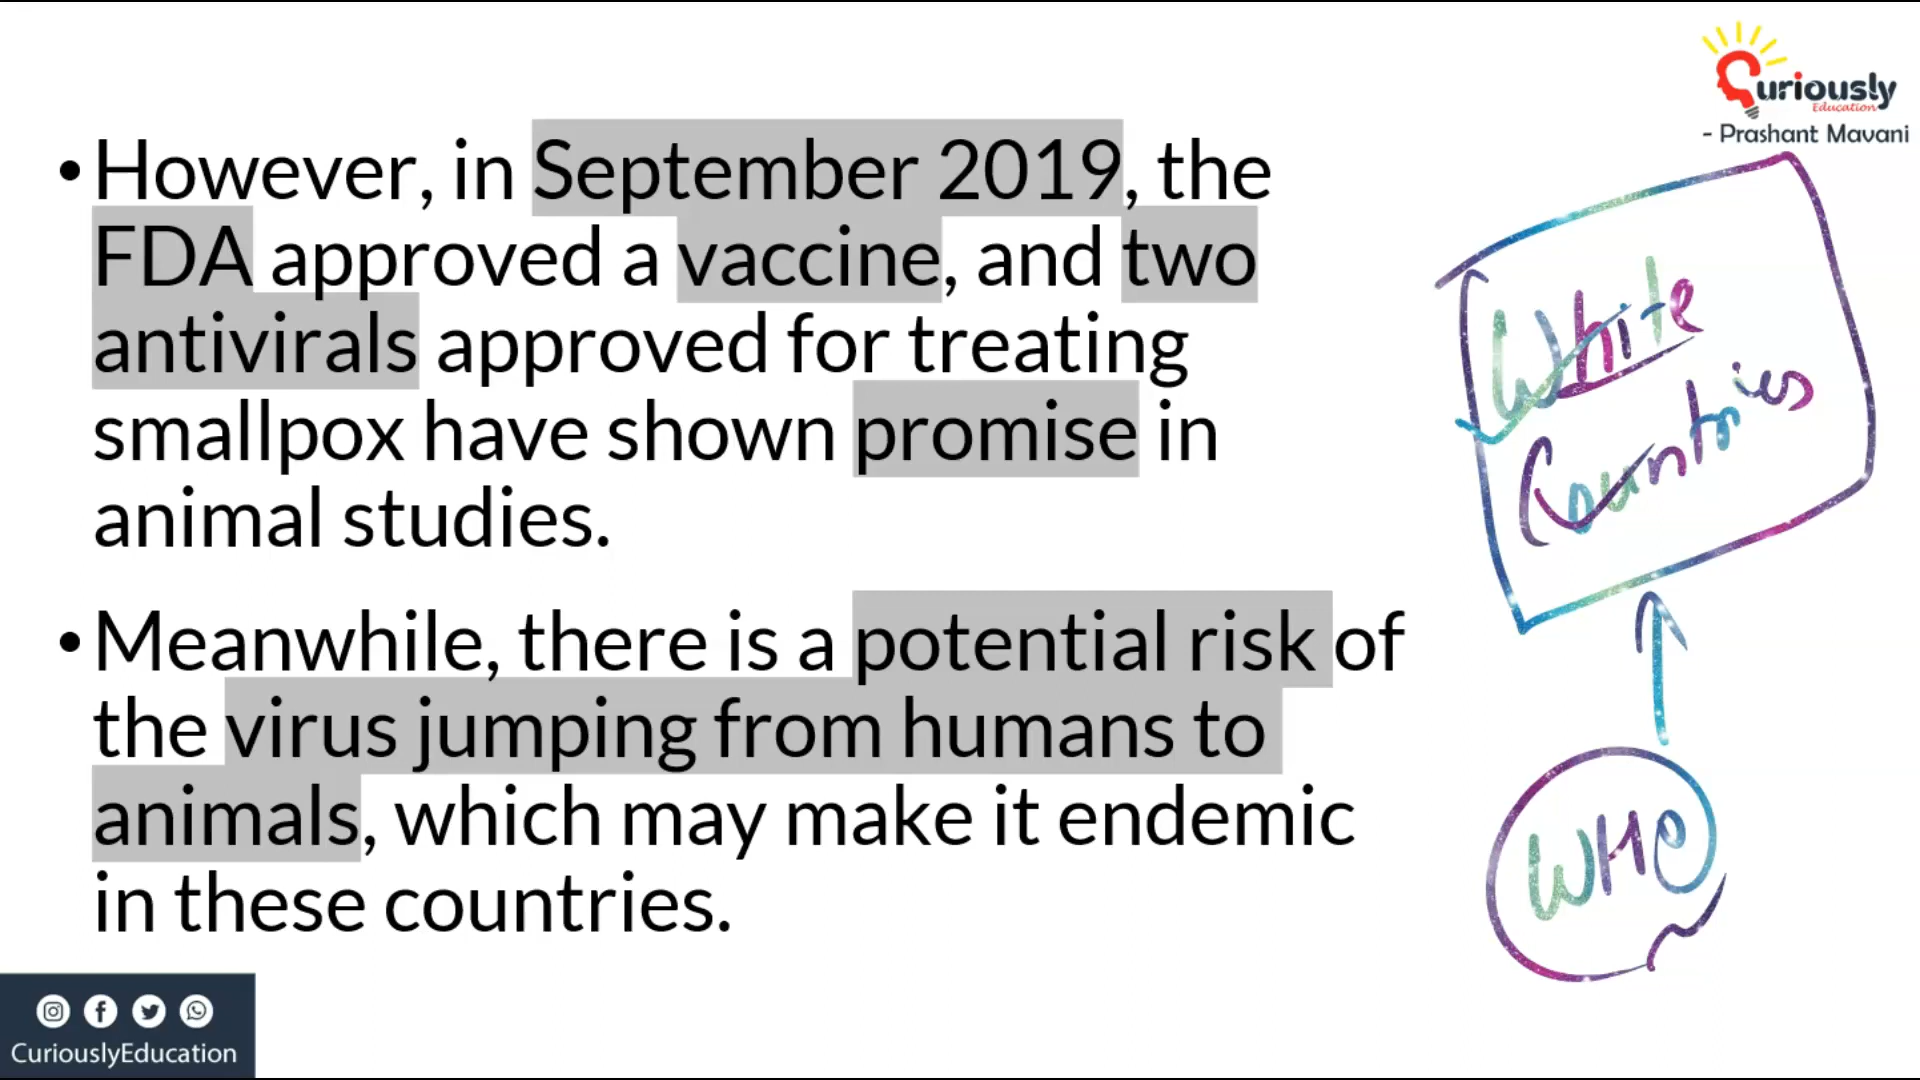 Curiously
Education
- Prashant Mavani
• However, in September 2019, the
FDA approved a vaccine, and two
antivirals approved for treating
smallpox have shown promise in
animal studies.
• Meanwhile, there is a potential risk of
the virus jumping from humans to
animals, which may make it endemic
in these countries.
White
Countries
WHO
CuriouslyEducation